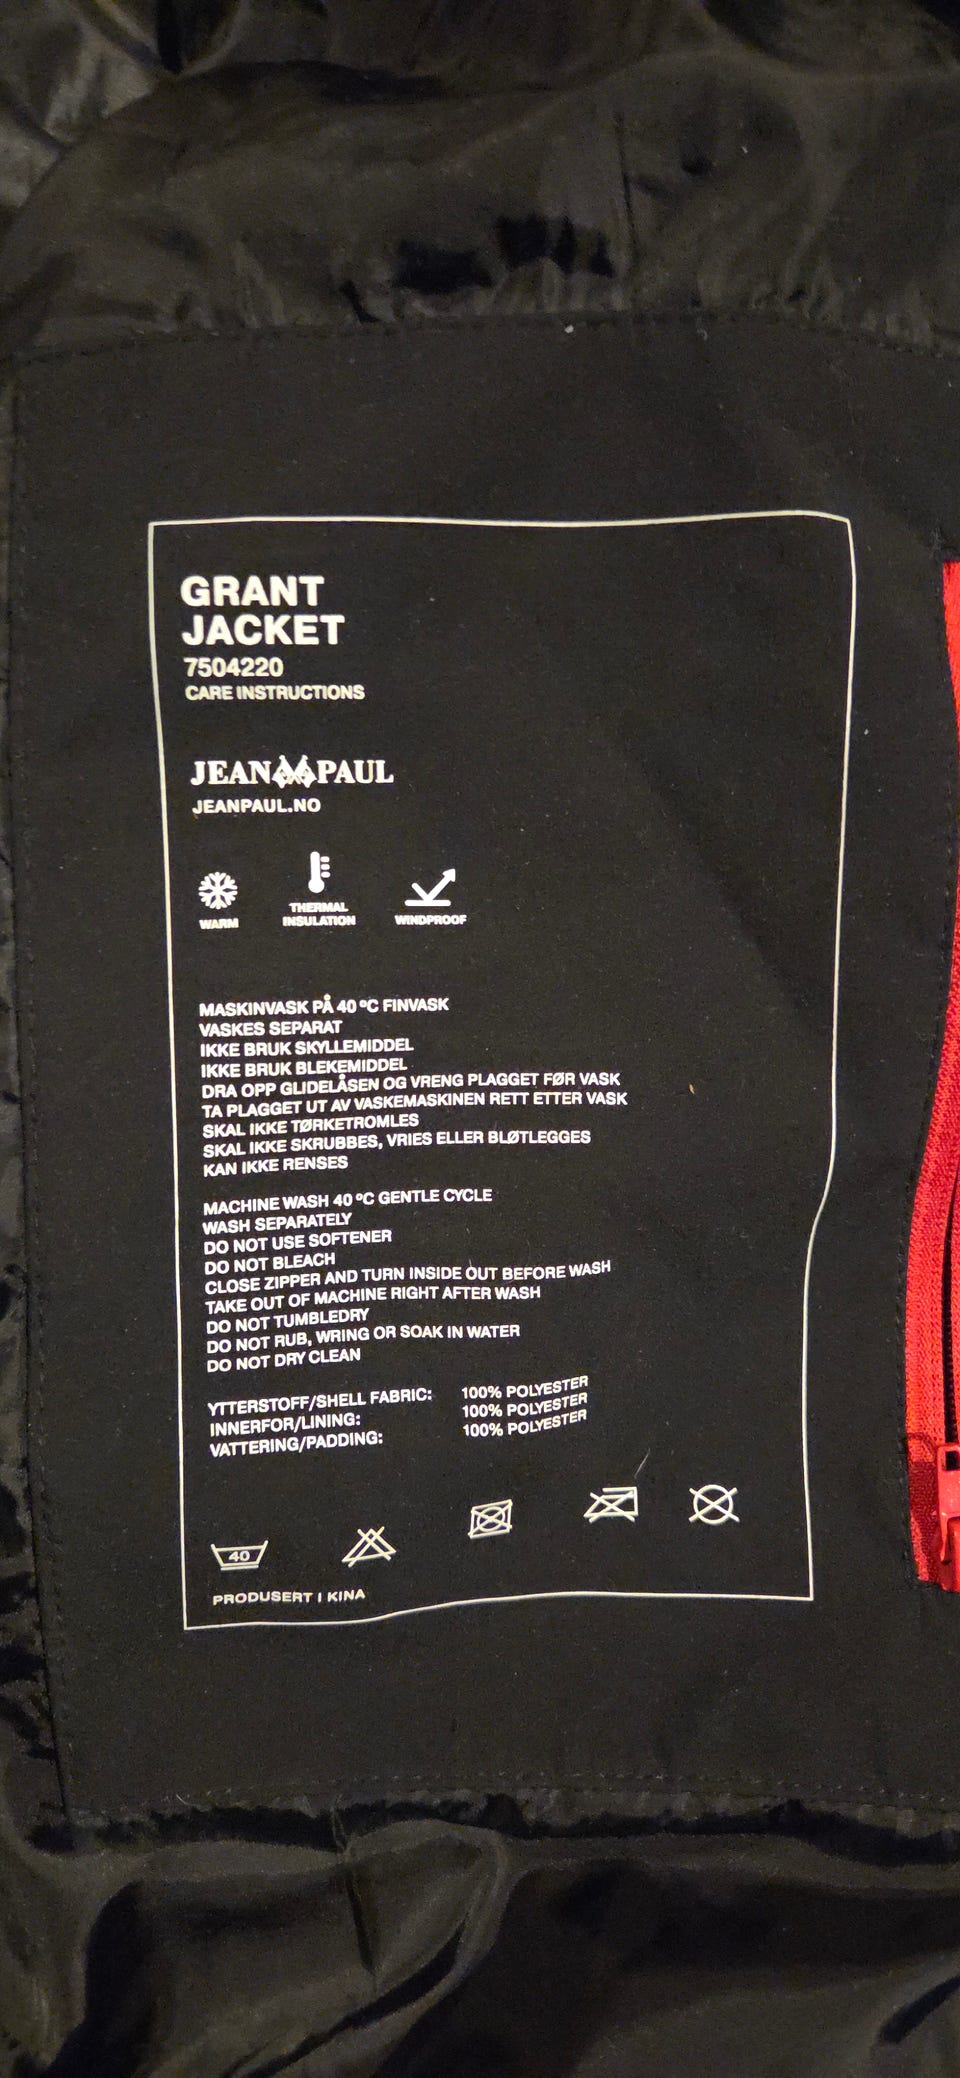 GRANT
JACKET
7504220
CARE INSTRUCTIONS
JEAN PAUL
JEANPAUL.NO
WARM
THERMAL
INSULATION
WINDPROOF
MASKINVASK PÅ 40 ºC FINVASK
VASKES SEPARAT
IKKE BRUK SKYLLEMIDDEL
IKKE BRUK BLEKEMIDDEL
DRA OPP GLIDELÅSEN OG VRENG PLAGGET FØR VASK
TA PLAGGET UT AV VASKEMASKINEN RETT ETTER VASK
SKAL IKKE TØRKETROMLES
SKAL IKKE SKRUBBES, VRIES ELLER BLØTLEGGES
KAN IKKE RENSES
MACHINE WASH 40 ºC GENTLE CYCLE
WASH SEPARATELY
DO NOT USE SOFTENER
DO NOT BLEACH
CLOSE ZIPPER AND TURN INSIDE OUT BEFORE WASH
TAKE OUT OF MACHINE RIGHT AFTER WASH
DO NOT TUMBLEDRY
DO NOT RUB, WRING OR SOAK IN WATER
DO NOT DRY CLEAN
YTTERSTOFF/SHELL FABRIC: 100% POLYESTER
INNERFOR/LINING: 100% POLYESTER
VATTERING/PADDING: 100% POLYESTER
40
PRODUSERT I KINA